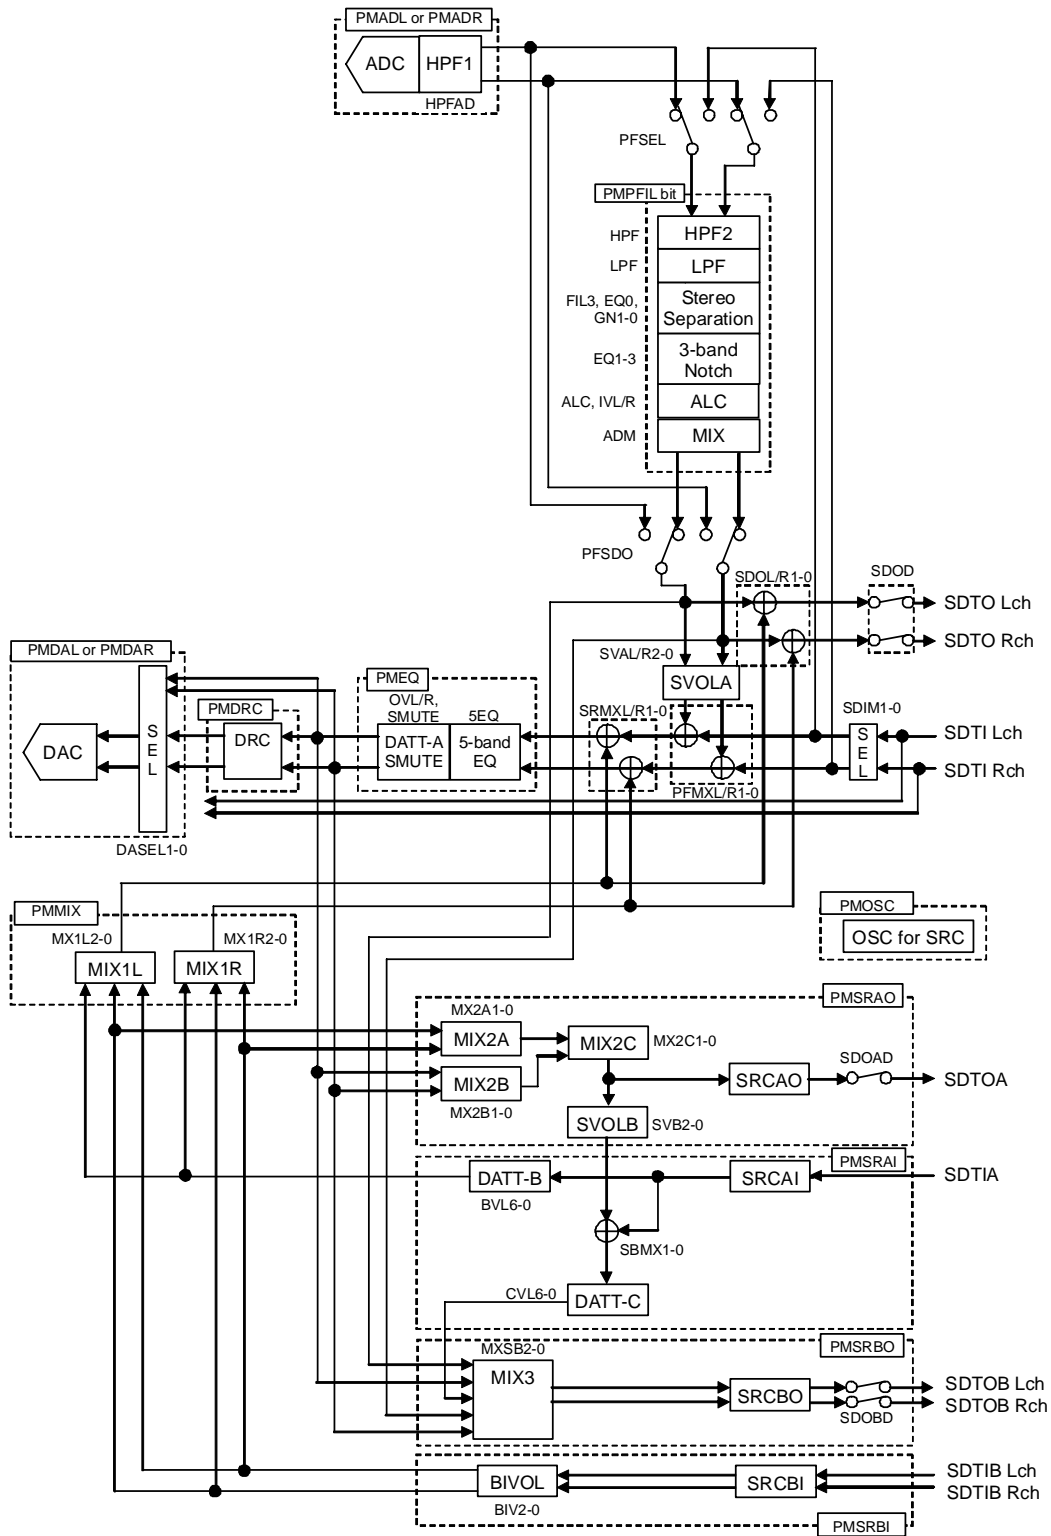 PMADL or PMADR
ADC
HPF1
HPFAD
PFSEL
PMPFIL bit
HPF
HPF2
LPF
LPF
FIL3, EQ0,
GN1-0
Stereo
Separation
EQ1-3
3-band
Notch
ALC, IVL/R
ALC
ADM
MIX
PFSDO
SDOL/R1-0
SDOD
SDTO Lch
SDTO Rch
PMDAL or PMDAR
PMEQ
SVAL/R2-0
SVOLA
OVL/R,
SMUTE
5EQ
SRMXL/R1-0
SDIM1-0
PMDRC
DAC
S
E
L
DRC
DATT-A
SMUTE
5-band
EQ
S
E
L
SDTI Lch
SDTI Rch
PFMXL/R1-0
DASEL1-0
PMMIX
PMOSC
OSC for SRC
MX1L2-0
MX1R2-0
MIX1L
MIX1R
PMSRAO
MX2A1-0
MIX2A
MIX2C
MX2C1-0
MIX2B
MX2B1-0
SRCAO
SDOAD
SDTOA
SVOLB
SVB2-0
PMSRAI
DATT-B
BVL6-0
SRCAI
SDTIA
SBMX1-0
CVL6-0
DATT-C
PMSRBO
MXSB2-0
MIX3
SRCBO
SDOBD
SDTOB Lch
SDTOB Rch
BIVOL
BIV2-0
SRCBI
SDTIB Lch
SDTIB Rch
PMSRBI